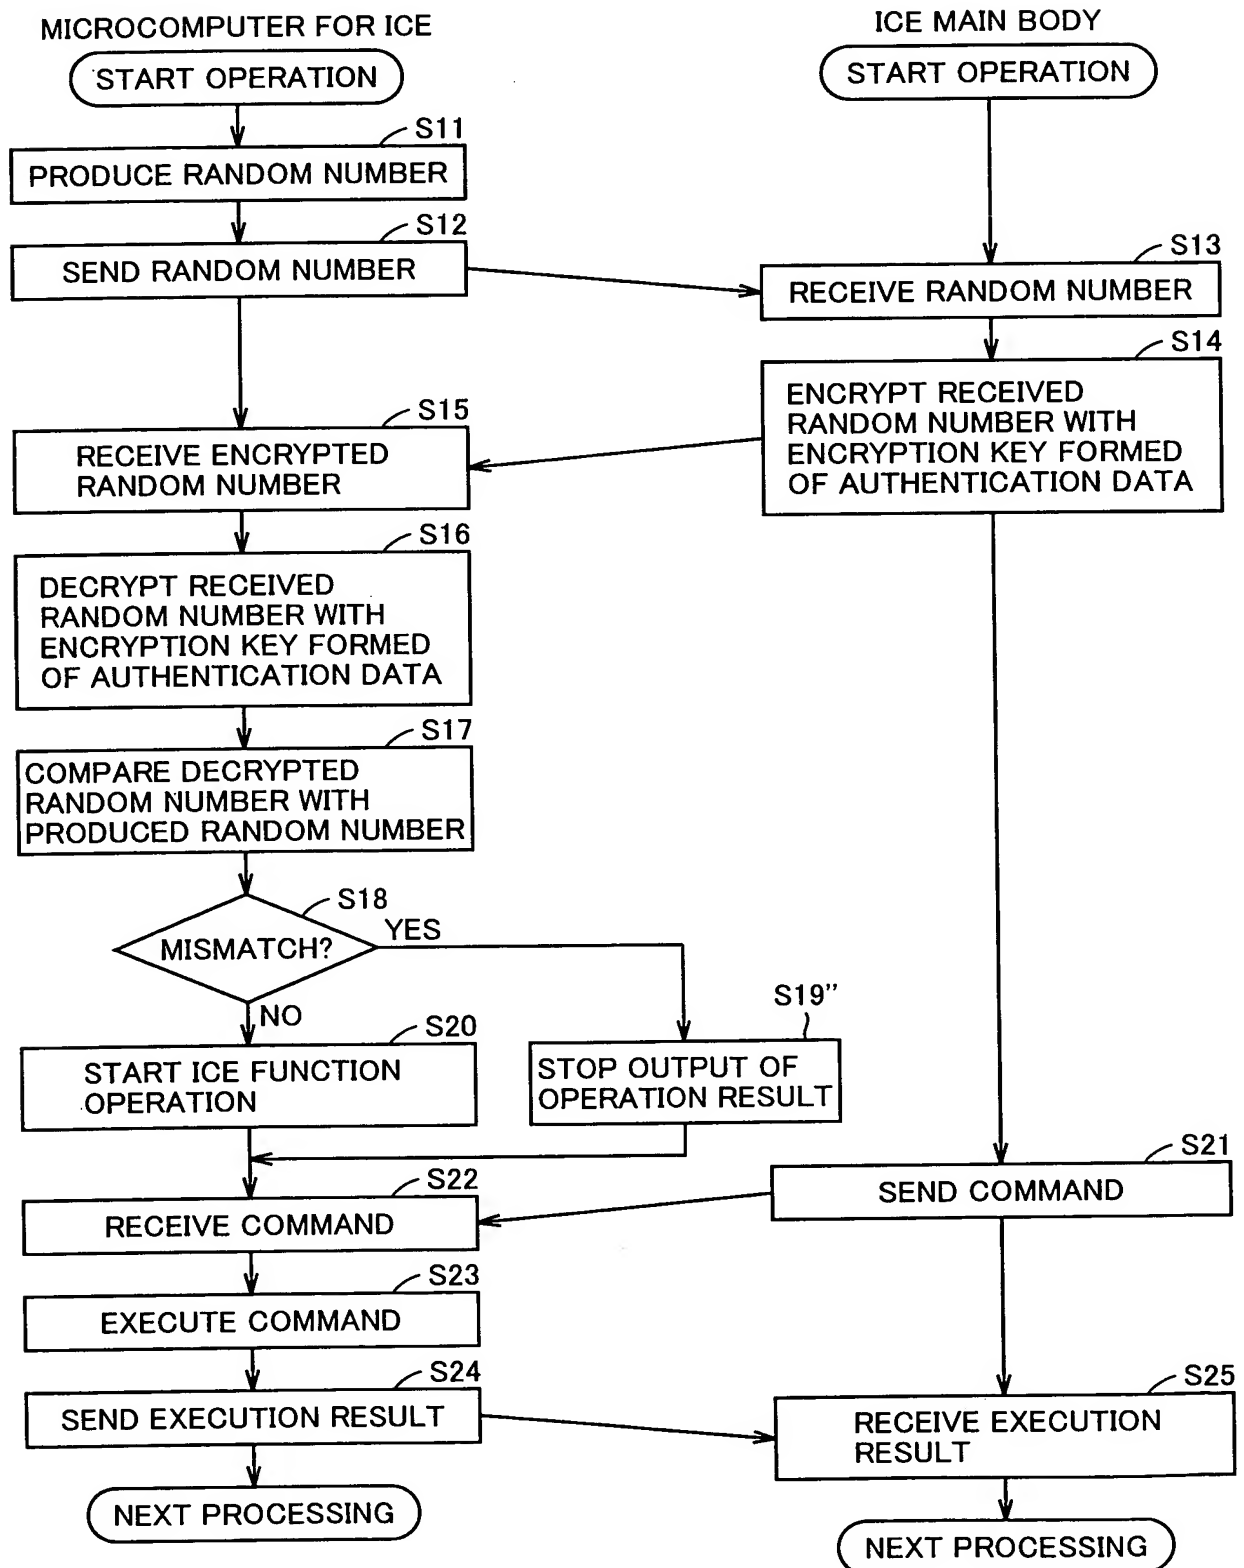 MICROCOMPUTER FOR ICE
START OPERATION
S11
PRODUCE RANDOM NUMBER
S12
SEND RANDOM NUMBER
ICE MAIN BODY
START OPERATION
S13
RECEIVE RANDOM NUMBER
S14
ENCRYPT RECEIVED
RANDOM NUMBER WITH
ENCRYPTION KEY FORMED
OF AUTHENTICATION DATA
S15
RECEIVE ENCRYPTED
RANDOM NUMBER
S16
DECRYPT RECEIVED
RANDOM NUMBER WITH
ENCRYPTION KEY FORMED
OF AUTHENTICATION DATA
S17
COMPARE DECRYPTED
RANDOM NUMBER WITH
PRODUCED RANDOM NUMBER
S18
MISMATCH?
YES
NO
S19''
STOP OUTPUT OF
OPERATION RESULT
S20
START ICE FUNCTION
OPERATION
S21
SEND COMMAND
S22
RECEIVE COMMAND
S23
EXECUTE COMMAND
S24
SEND EXECUTION RESULT
S25
RECEIVE EXECUTION
RESULT
NEXT PROCESSING
NEXT PROCESSING